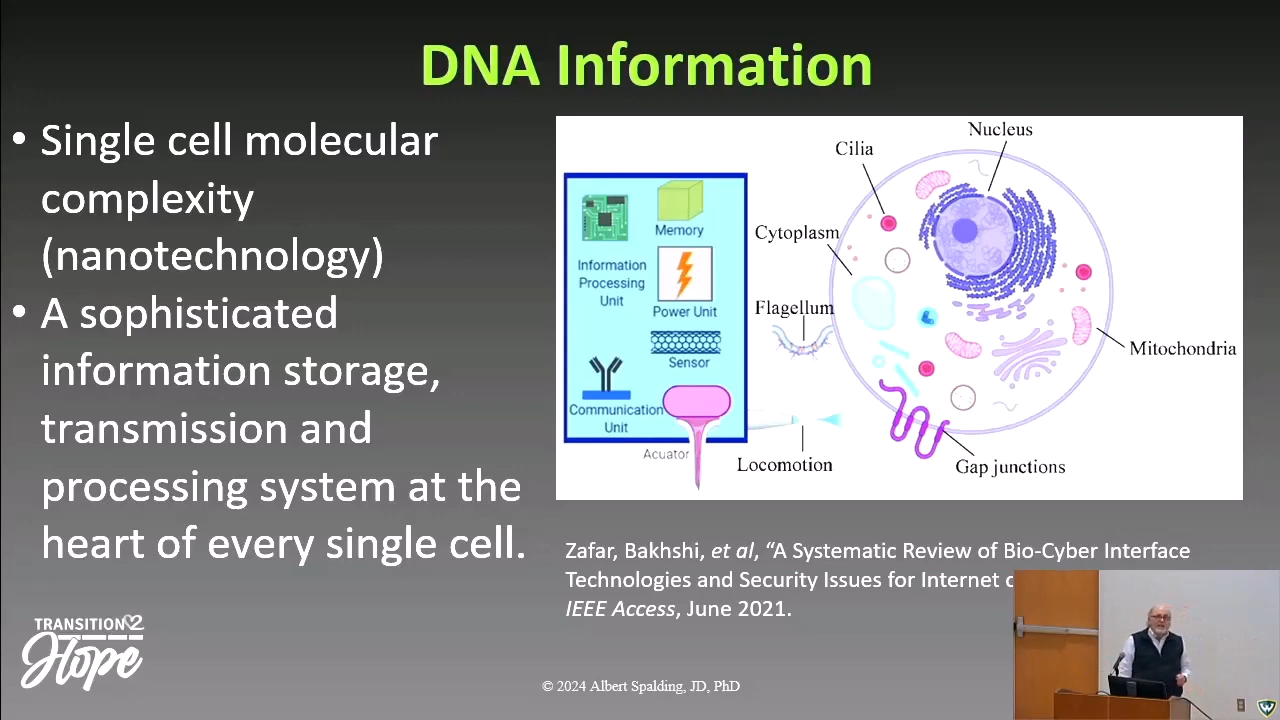 DNA Information
• Single cell molecular
complexity
(nanotechnology)
• A sophisticated
information storage,
transmission and
processing system at the
heart of every single cell.
Memory
Information
Processing
Unit
Power Unit
Sensor
Communication
Unit
Acuator
Nucleus
Cilia
Cytoplasm
Flagellum
Mitochondria
Locomotion
Gap junctions
Zafar, Bakhshi, et al, “A Systematic Review of Bio-Cyber Interface
Technologies and Security Issues for Internet
IEEE Access, June 2021.
TRANSITION2
Hope
© 2024 Albert Spalding, JD, PhD
W